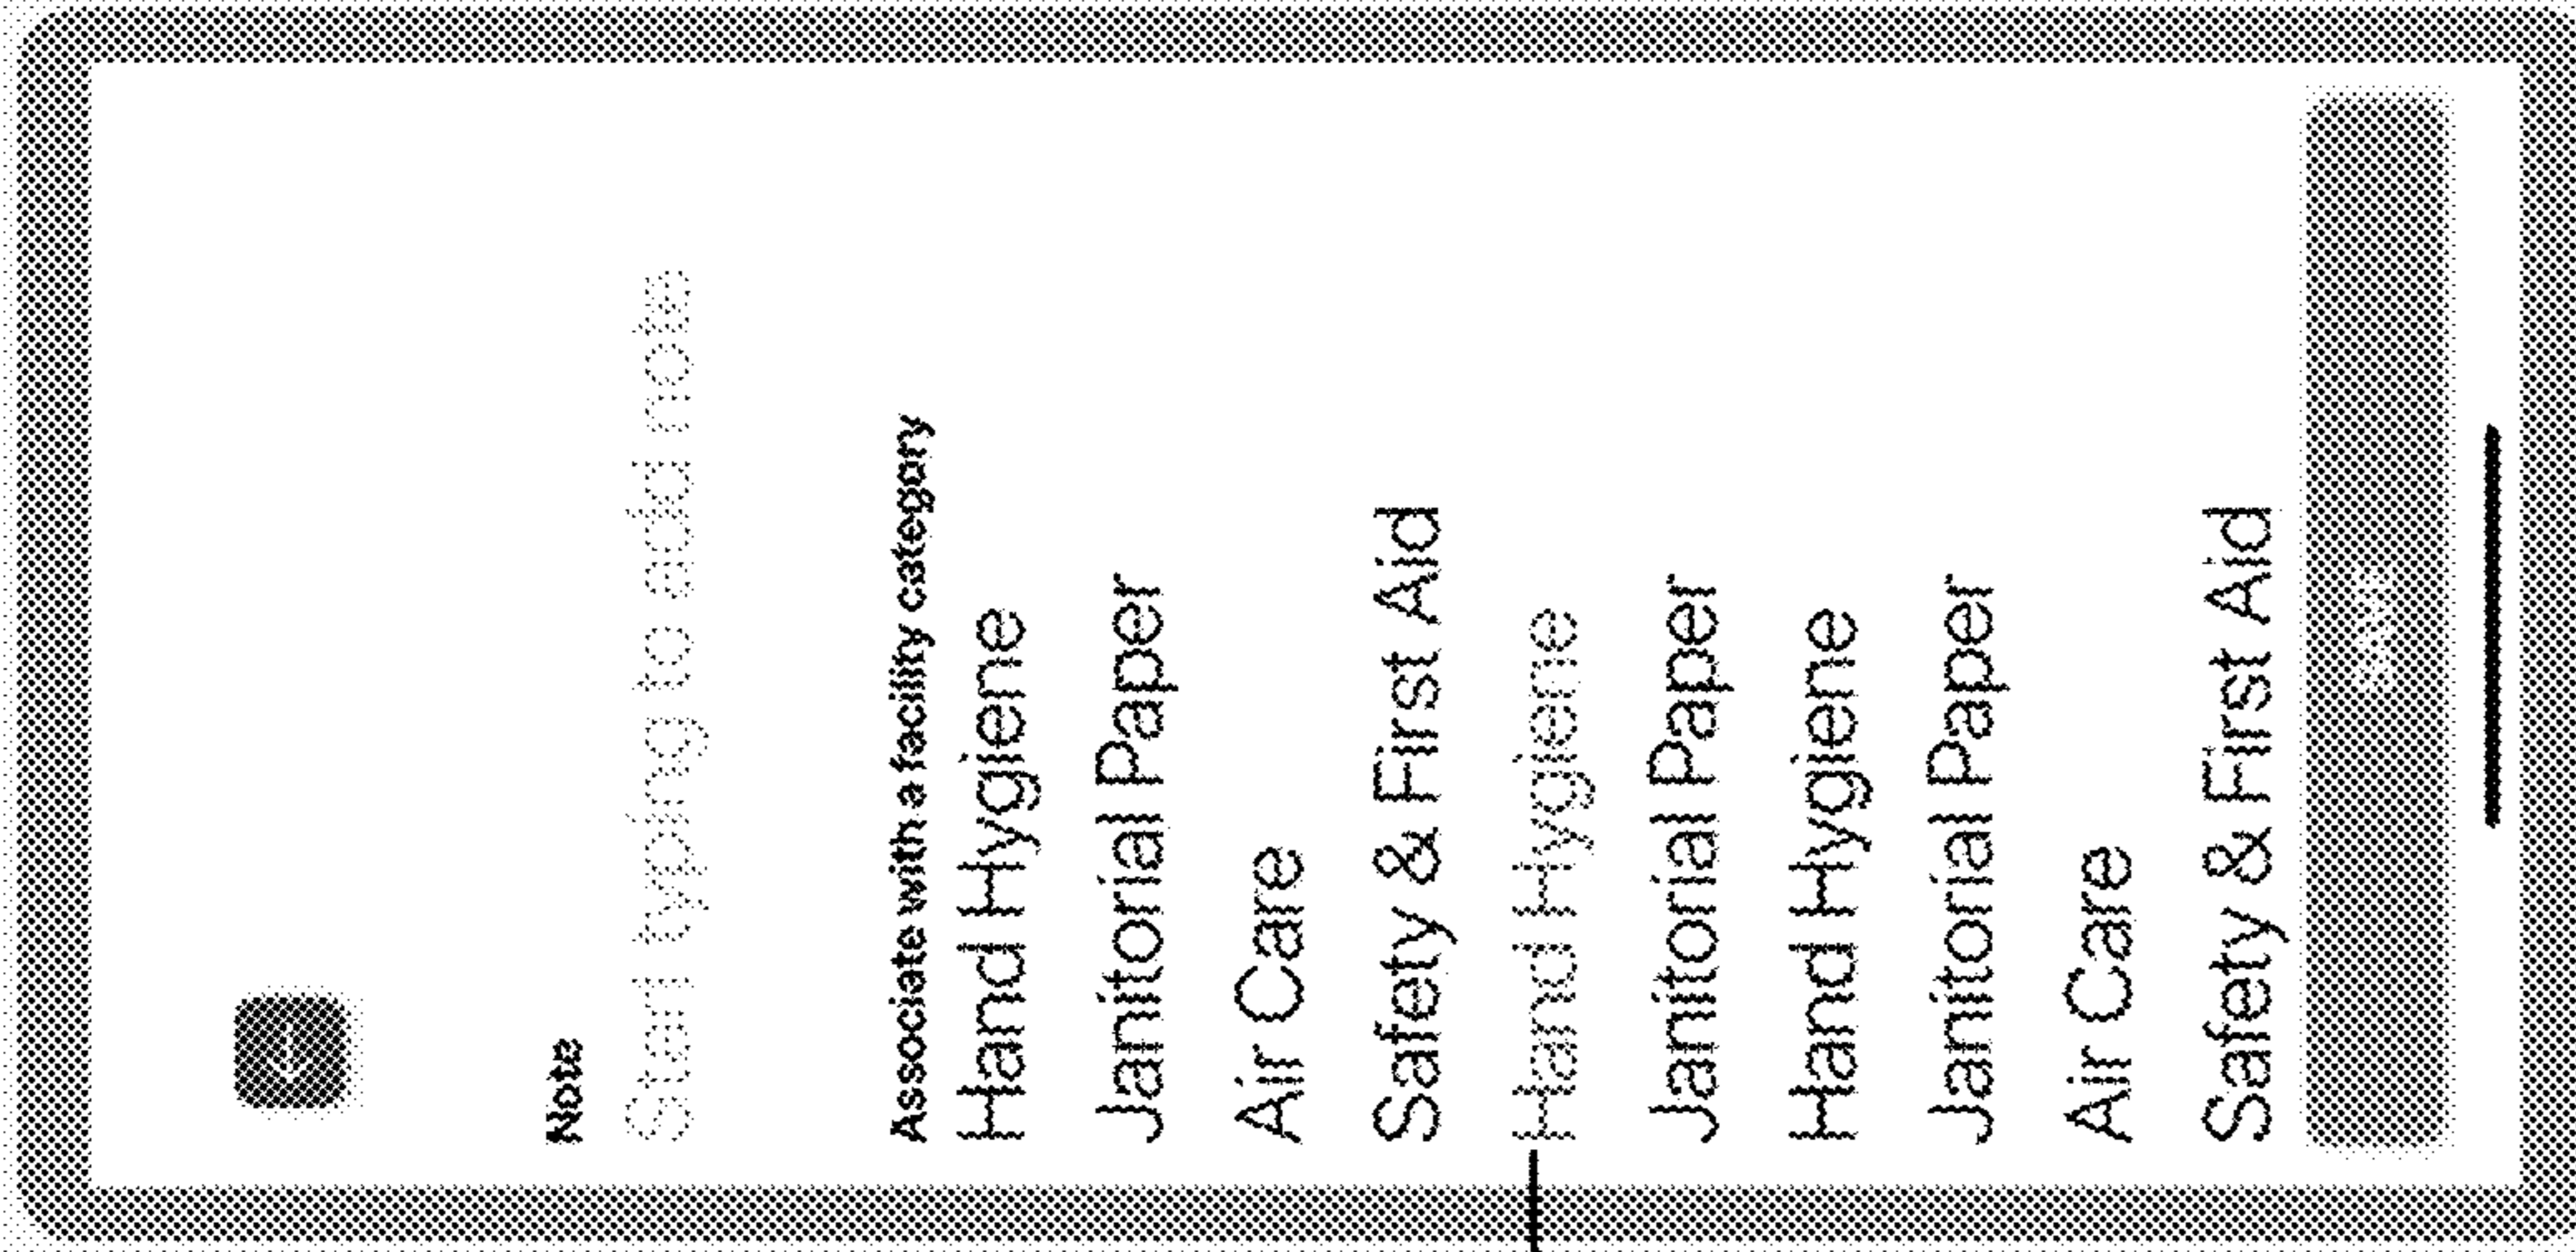 Note
Start typing to add note
Associate with a facility category
Hand Hygiene
Janitorial Paper
Air Care
Safety & First Aid
Hand Hygiene
Janitorial Paper
Hand Hygiene
Janitorial Paper
Air Care
Safety & First Aid